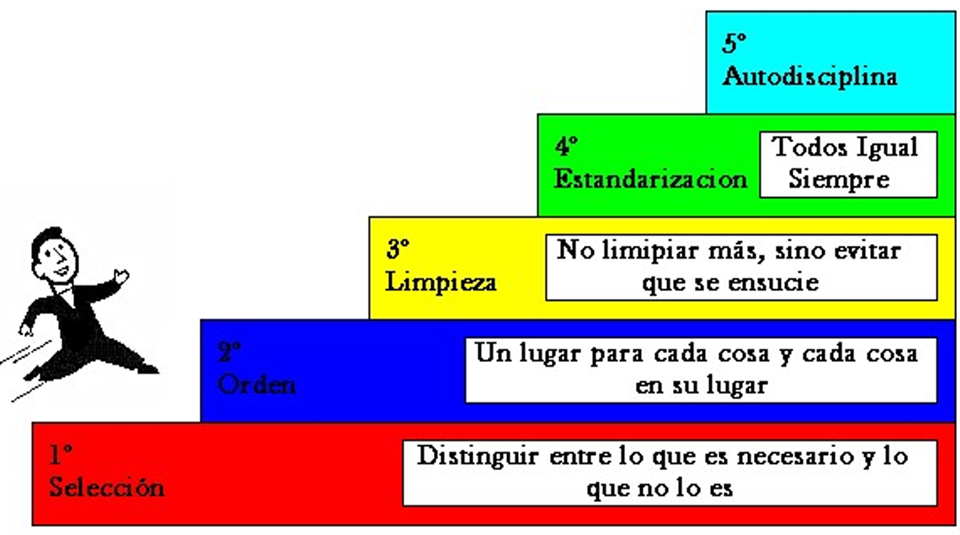 5°
Autodisciplina
4°
Estandarizacion
Todos Igual
Siempre
3°
Limpieza
No limipiar más, sino evitar
que se ensucie
2°
Orden
Un lugar para cada cosa y cada cosa
en su lugar
1°
Selección
Distinguir entre lo que es necesario y lo
que no lo es